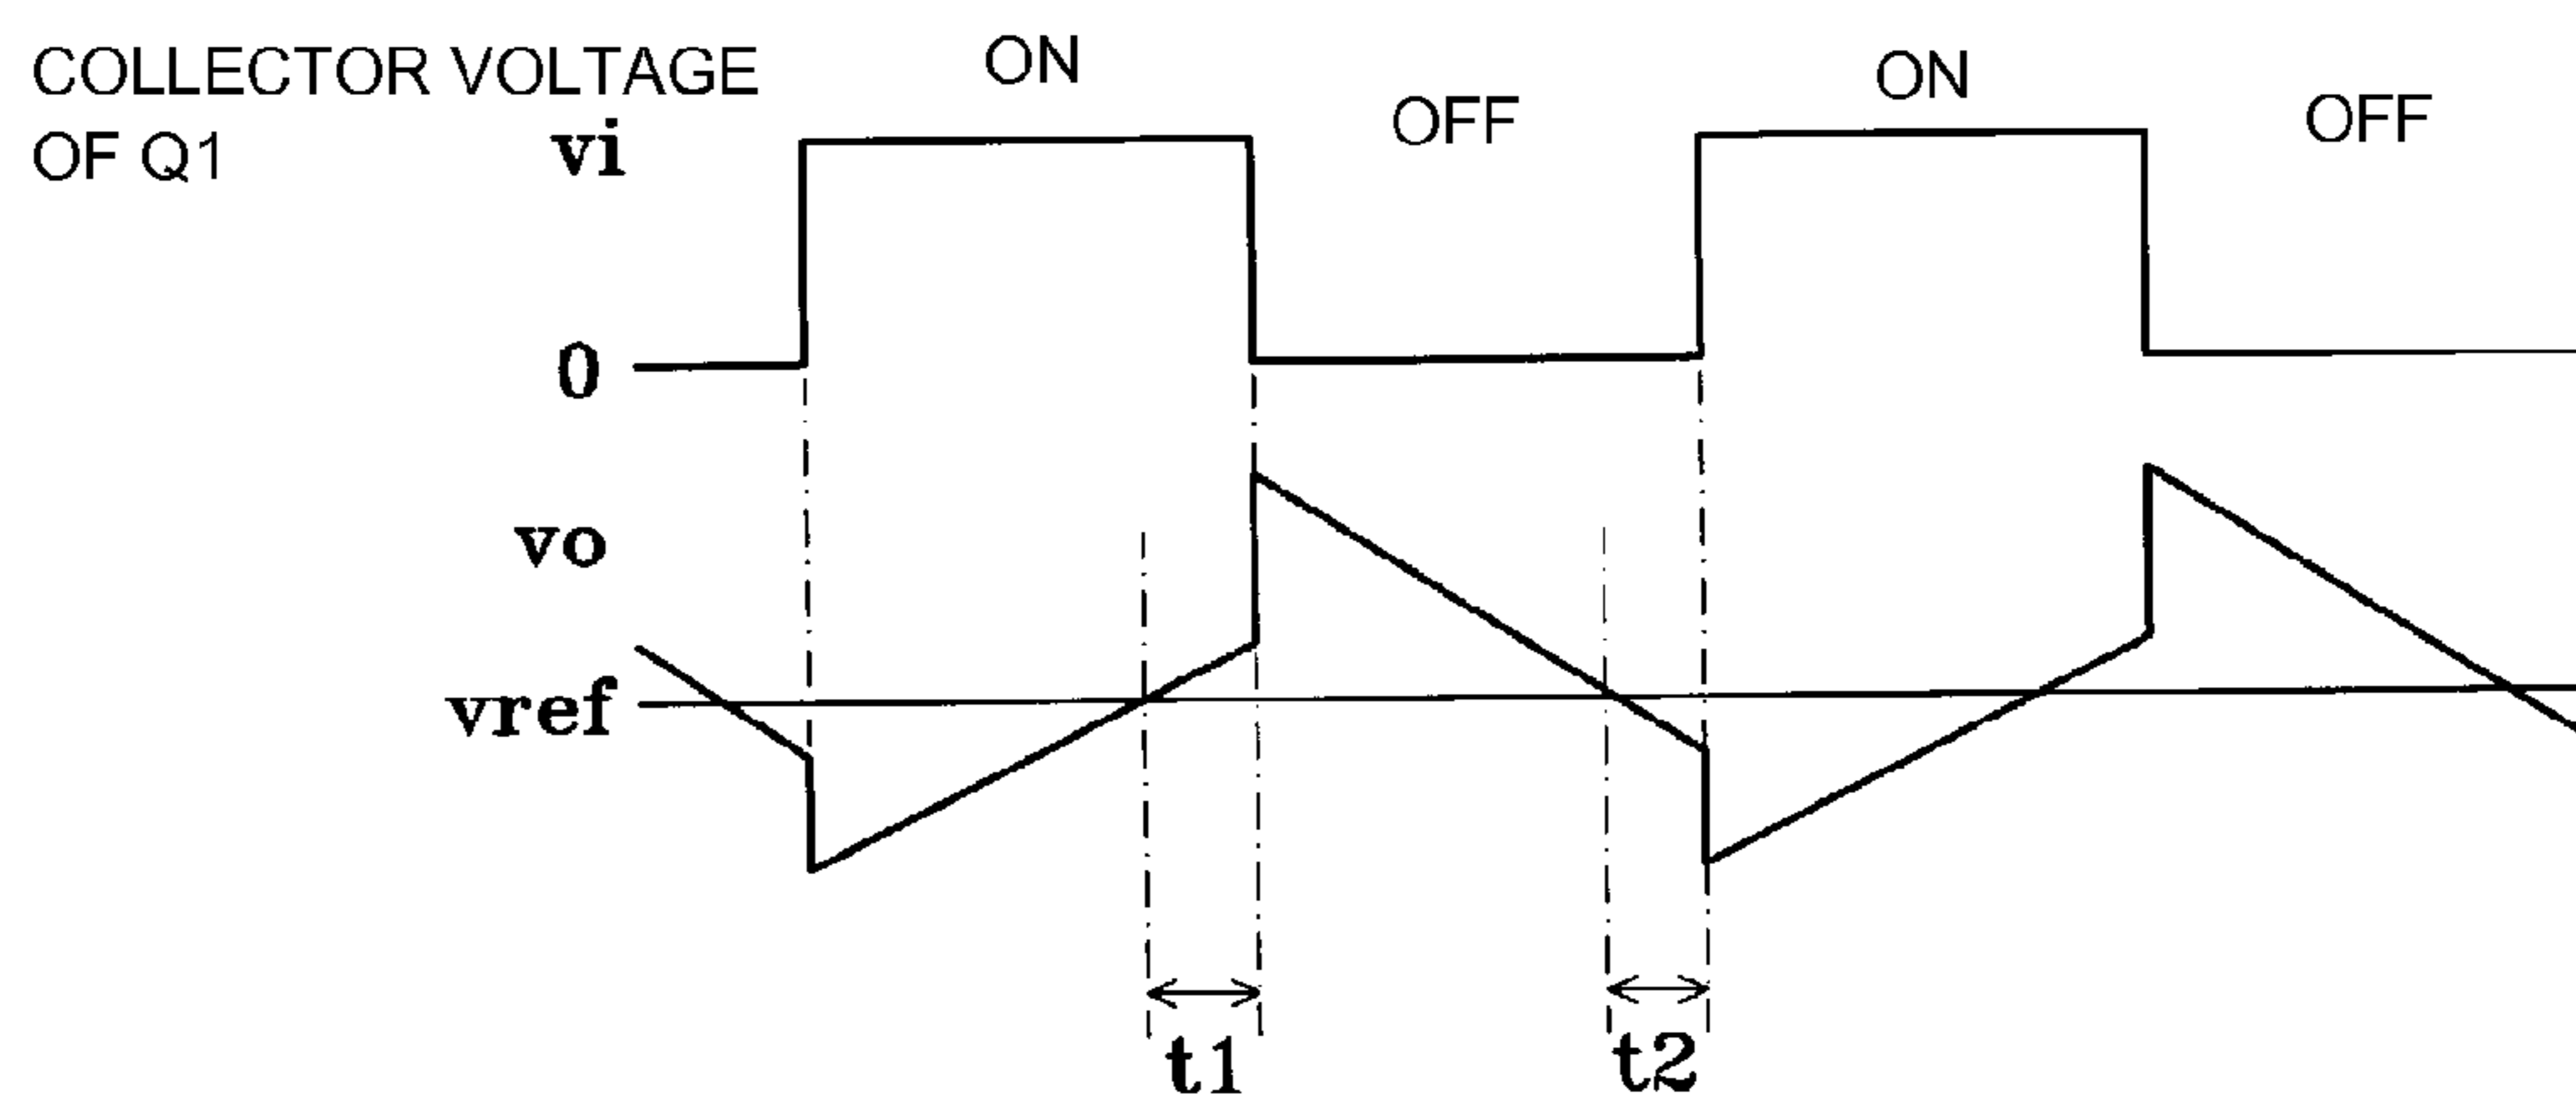 COLLECTOR VOLTAGE
OF Q1
vi
ON
OFF
ON
OFF
0
vo
vref
t1
t2